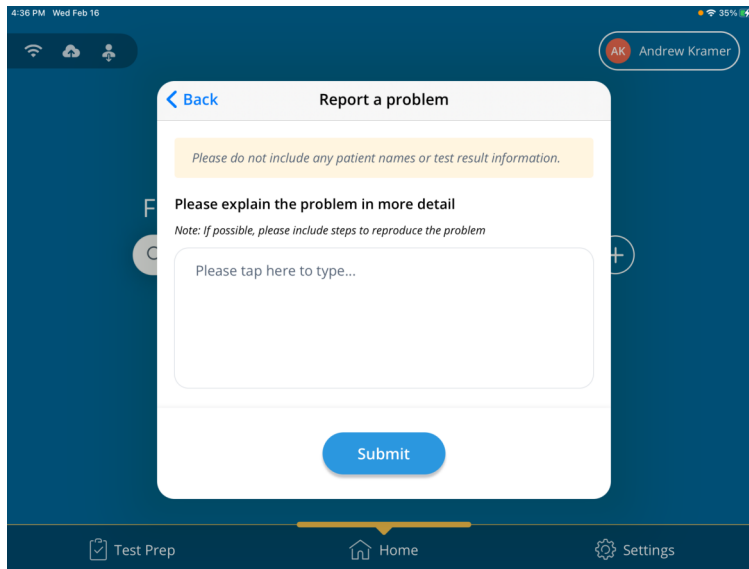 4:36 PM Wed Feb 16
35%
AK Andrew Kramer
Back
Report a problem
Please do not include any patient names or test result information.
F
Please explain the problem in more detail
Note: If possible, please include steps to reproduce the problem
Please tap here to type...
Submit
Test Prep
Home
Settings